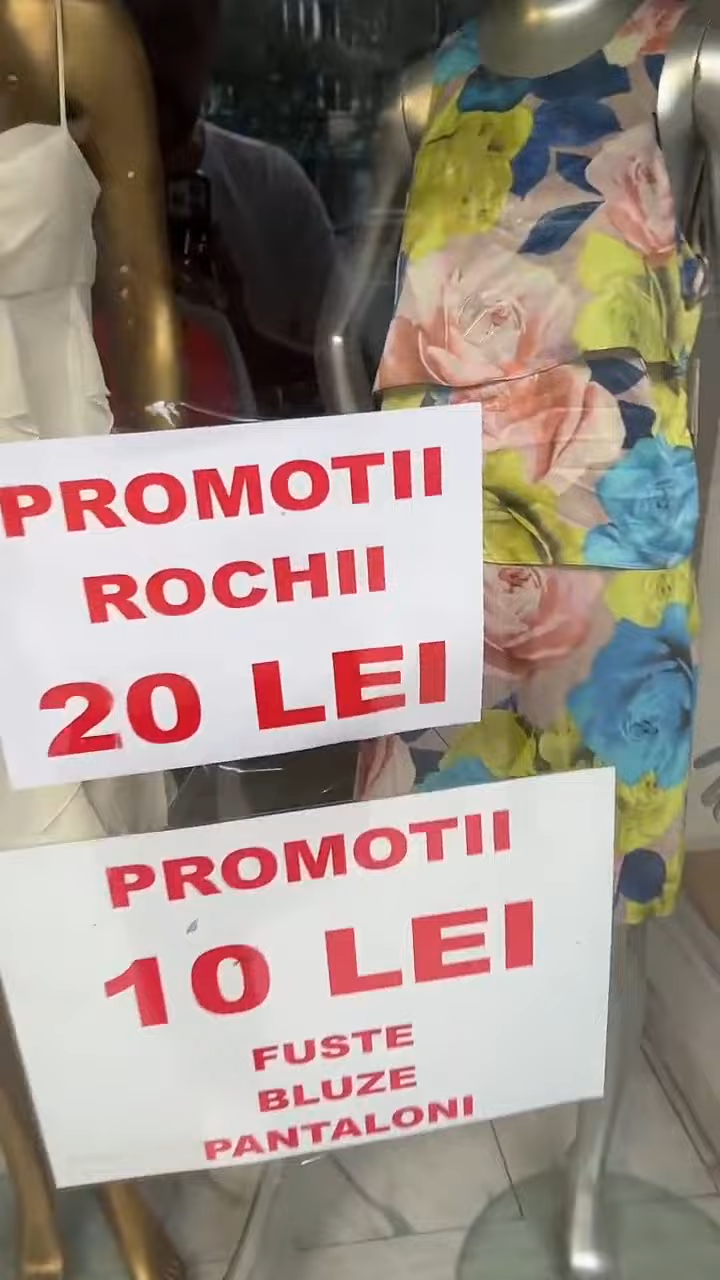 PROMOTII
ROCHII
20 LEI
PROMOTII
10 LEI
FUSTE
BLUZE
PANTALONI